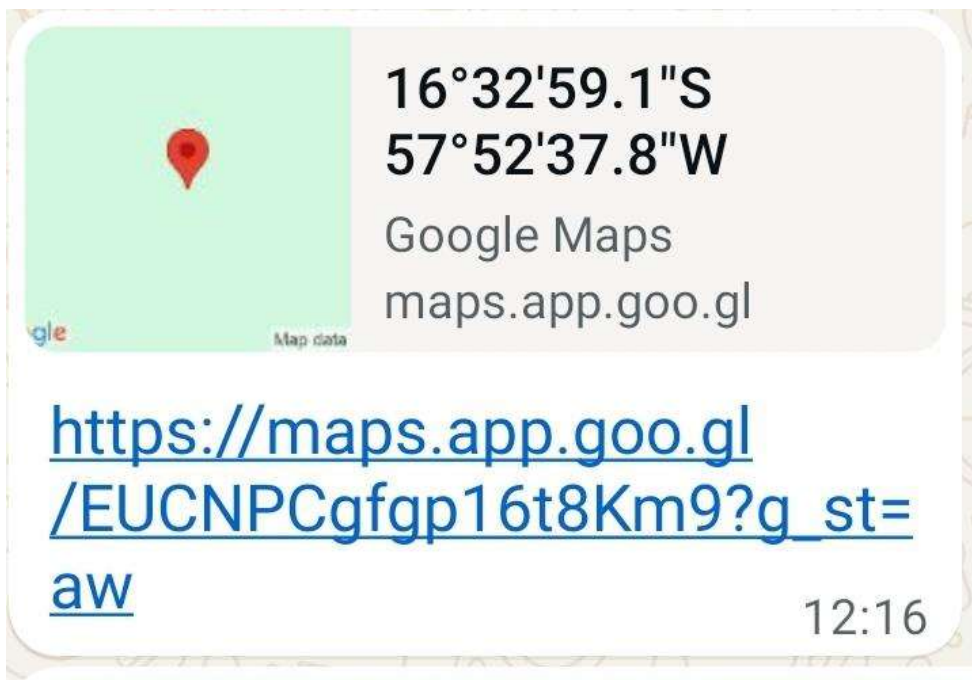 16°32'59.1"S
57°52'37.8"W
Google Maps
maps.app.goo.gl
gle
Map data
https://maps.app.goo.gl
/EUCNPCgfgp16t8Km9?g_st=
aw
12:16